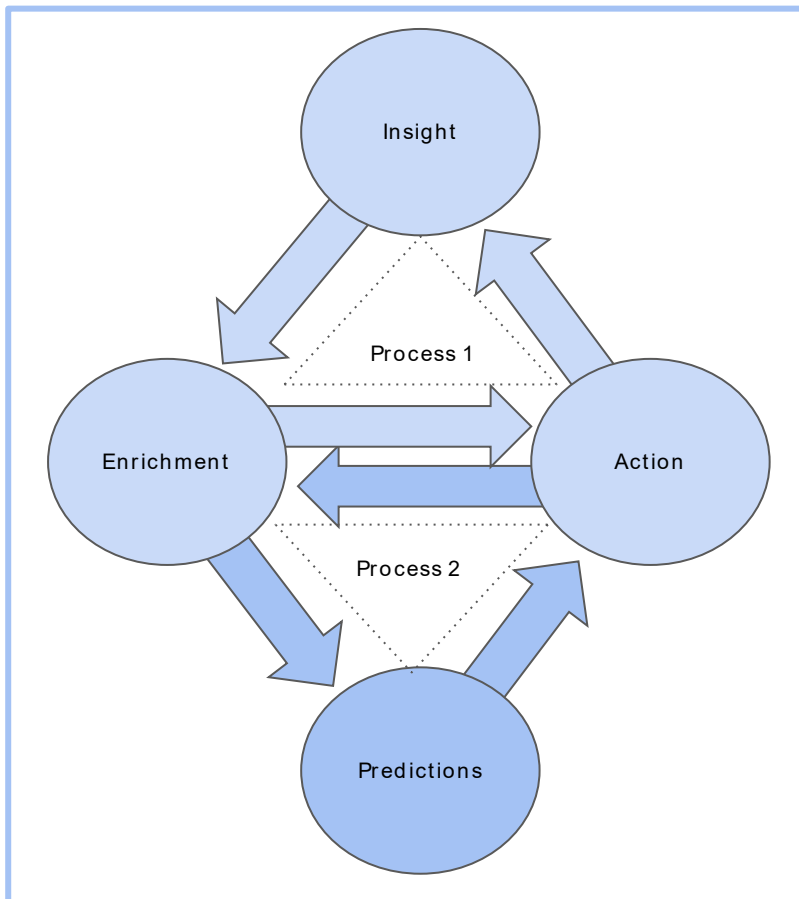 Insight
Process 1
Enrichment
Action
Process 2
Predictions